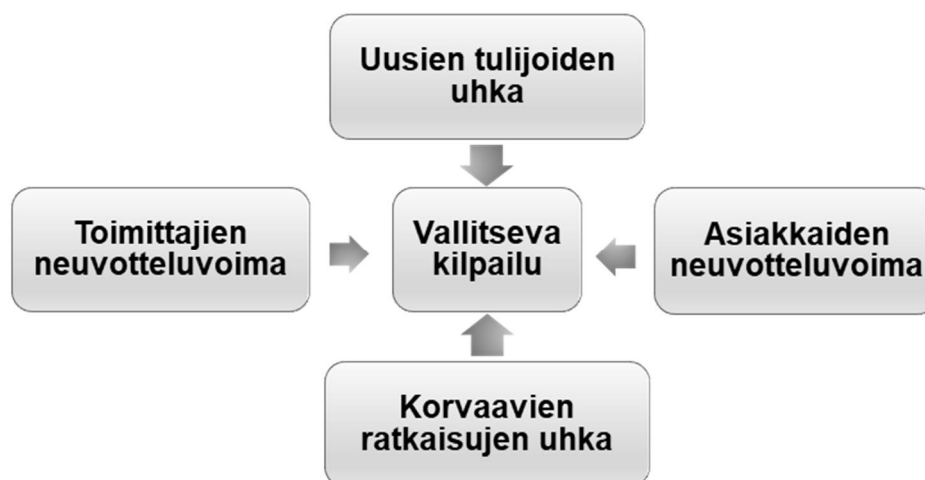 Uusien tulijoiden
uhka
Toimittajien
neuvotteluvoima
Vallitseva
kilpailu
Asiakkaiden
neuvotteluvoima
Korvaavien
ratkaisujen uhka